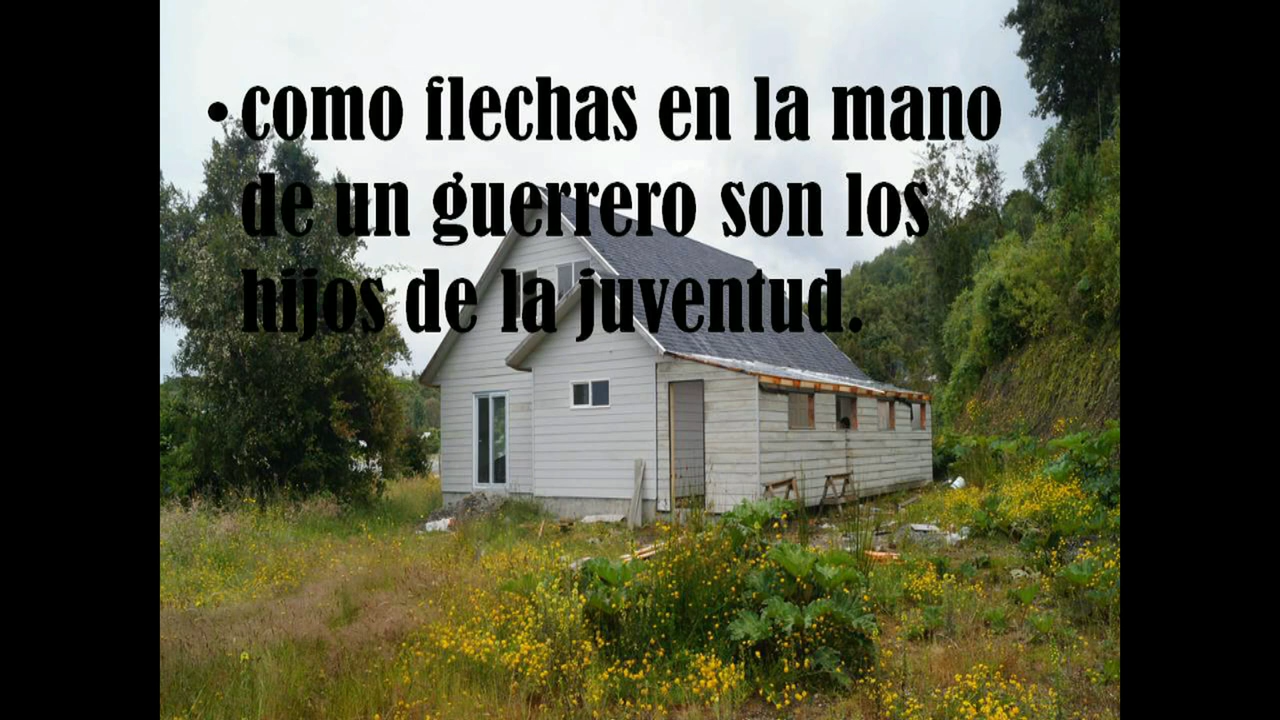 • como flechas en la mano
de un guerrero son los
hijos de la juventud.